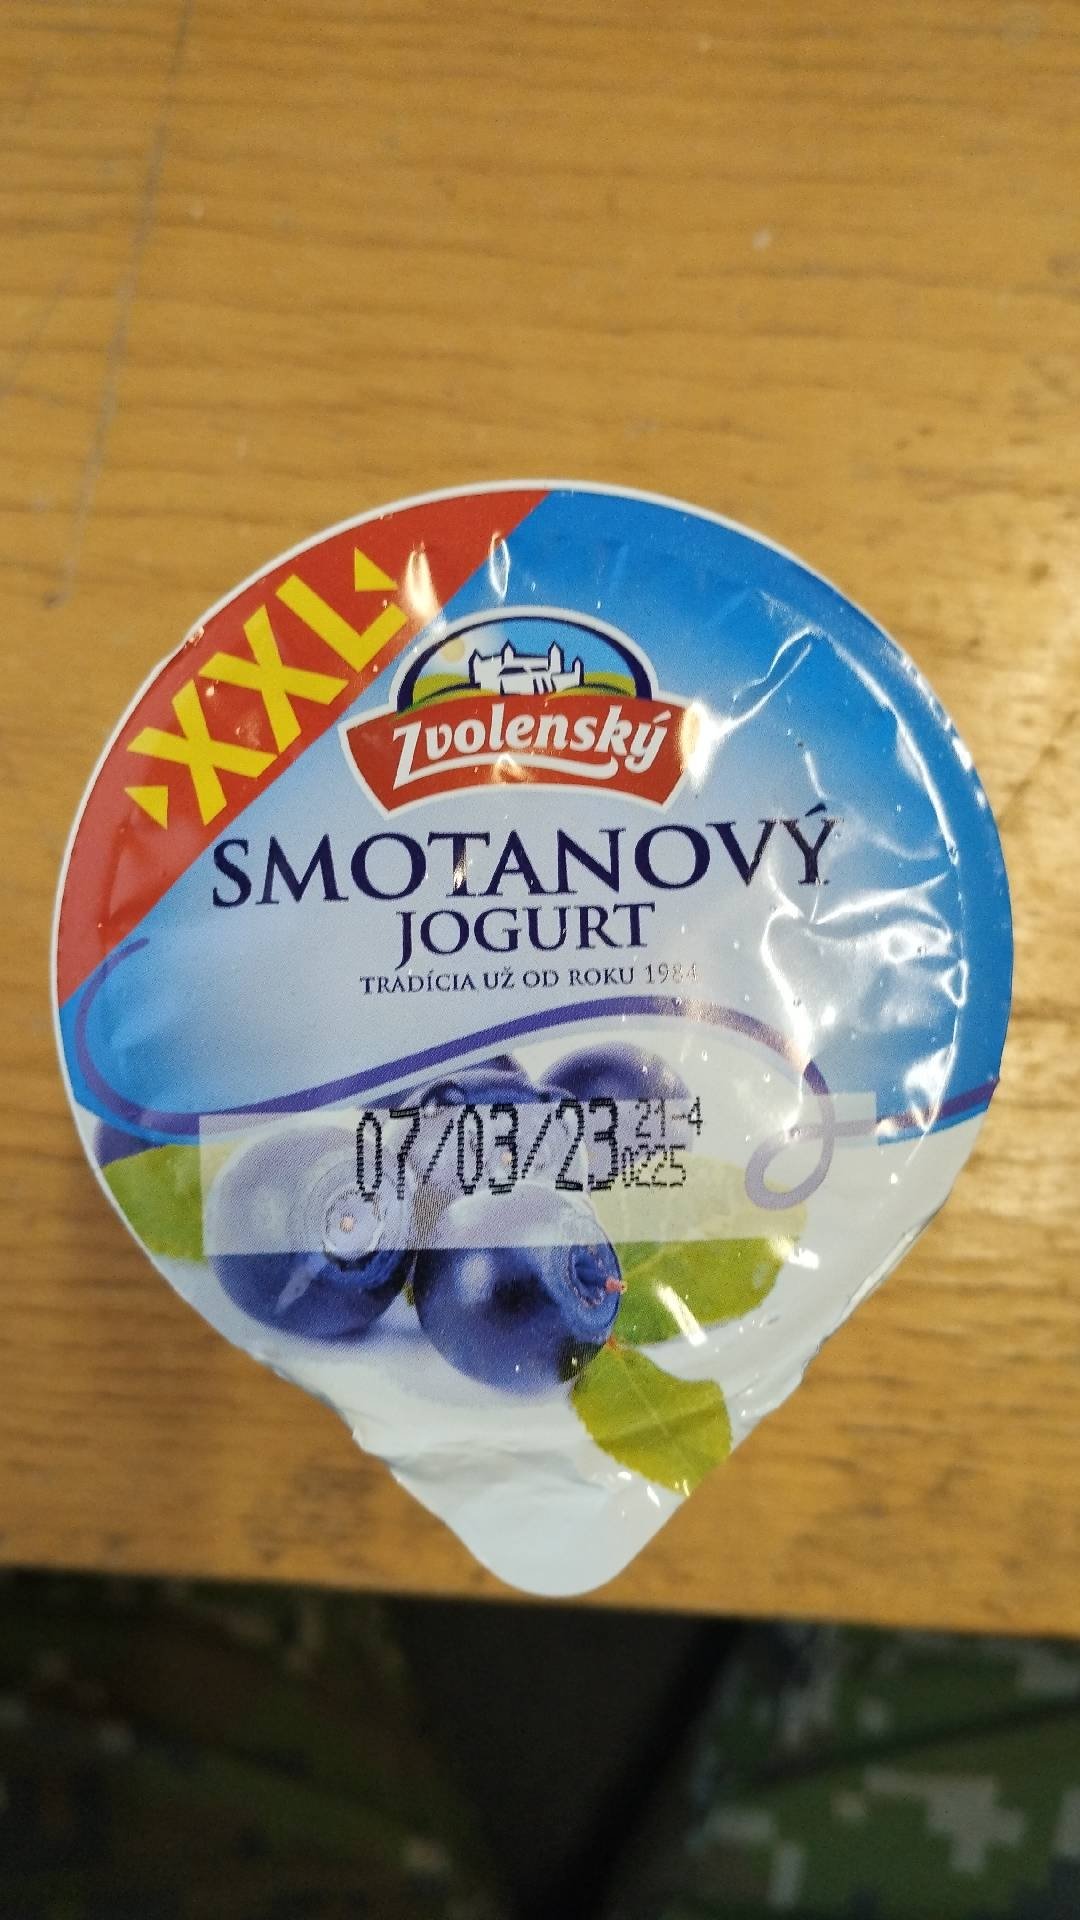 XXL
Zvolenský
SMOTANOVÝ
JOGURT
TRADÍCIA UŽ OD ROKU 1984
07/03/23 21-4
0225